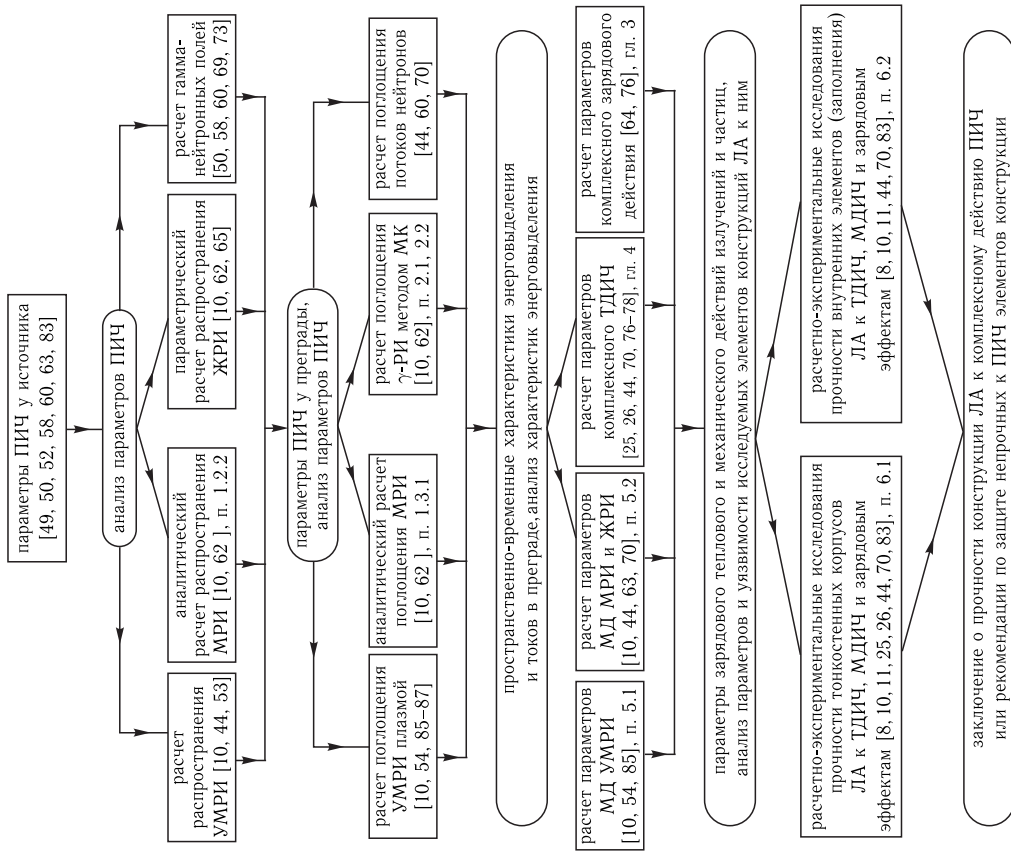 параметры ПИЧ у источника
[49, 50, 52, 58, 60, 63, 83]
анализ параметров ПИЧ
расчет
распространения
УМРИ [10, 44, 53]
аналитический
расчет распространения
МРИ [10, 62 ], п. 1.2.2
параметрический
расчет распространения
ЖРИ [10, 62, 65]
расчет гамма-
нейтронных полей
[50, 58, 60, 69, 73]
параметры ПИЧ у преграды,
анализ параметров ПИЧ
расчет поглощения
УМРИ плазмой
[10, 54, 85–87]
аналитический расчет
поглощения МРИ
[10, 62 ], п. 1.3.1
расчет поглощения
γ-РИ методом МК
[10, 62], п. 2.1, 2.2
расчет поглощения
потоков нейтронов
[44, 60, 70]
пространственно-временные характеристики энерговыделения
и токов в преграде, анализ характеристик энерговыделения
расчет параметров
МД УМРИ
[10, 54, 85], п. 5.1
расчет параметров
МД МРИ и ЖРИ
[10, 44, 63, 70], п. 5.2
расчет параметров
комплексного ТДИЧ
[25, 26, 44, 70, 76–78], гл. 4
расчет параметров
комплексного зарядового
действия [64, 76], гл. 3
параметры зарядового теплового и механического действий излучений и частиц,
анализ параметров и уязвимости исследуемых элементов конструкций ЛА к ним
расчетно-экспериментальные исследования
прочности тонкостенных корпусов
ЛА к ТДИЧ, МДИЧ и зарядовым
эффектам [8, 10, 11, 25, 26, 44, 70, 83], п. 6.1
расчетно-экспериментальные исследования
прочности внутренних элементов (заполнения
ЛА к ТДИЧ, МДИЧ и зарядовым
эффектам [8, 10, 11, 44, 70, 83], п. 6.2
заключение о прочности конструкции ЛА к комплексному действию ПИЧ
или рекомендации по защите непрочных к ПИЧ элементов конструкции